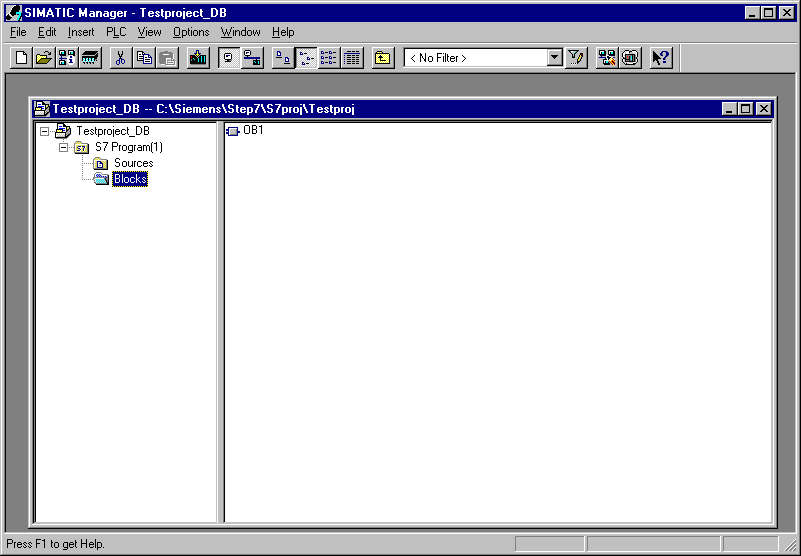 SIMATIC Manager - Testproject_DB
File Edit Insert PLC View Options Window Help
< No Filter >
Testproject_DB -- C:\Siemens\Step7\S7proj\Testproj
Testproject_DB
OB1
S7 Program(1)
Sources
Blocks
Press F1 to get Help.